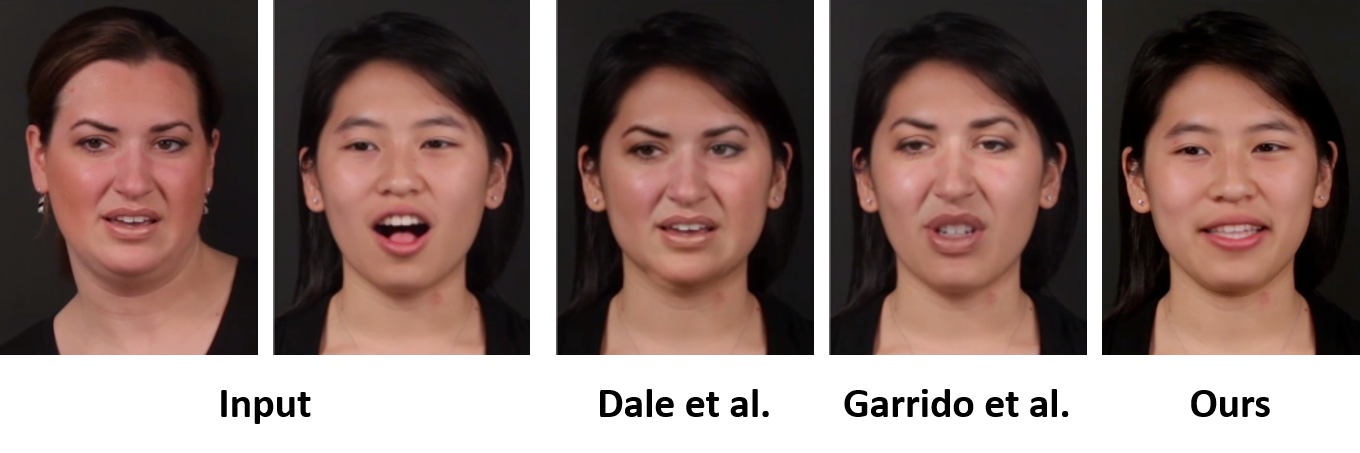 Input
Dale et al.
Garrido et al.
Ours